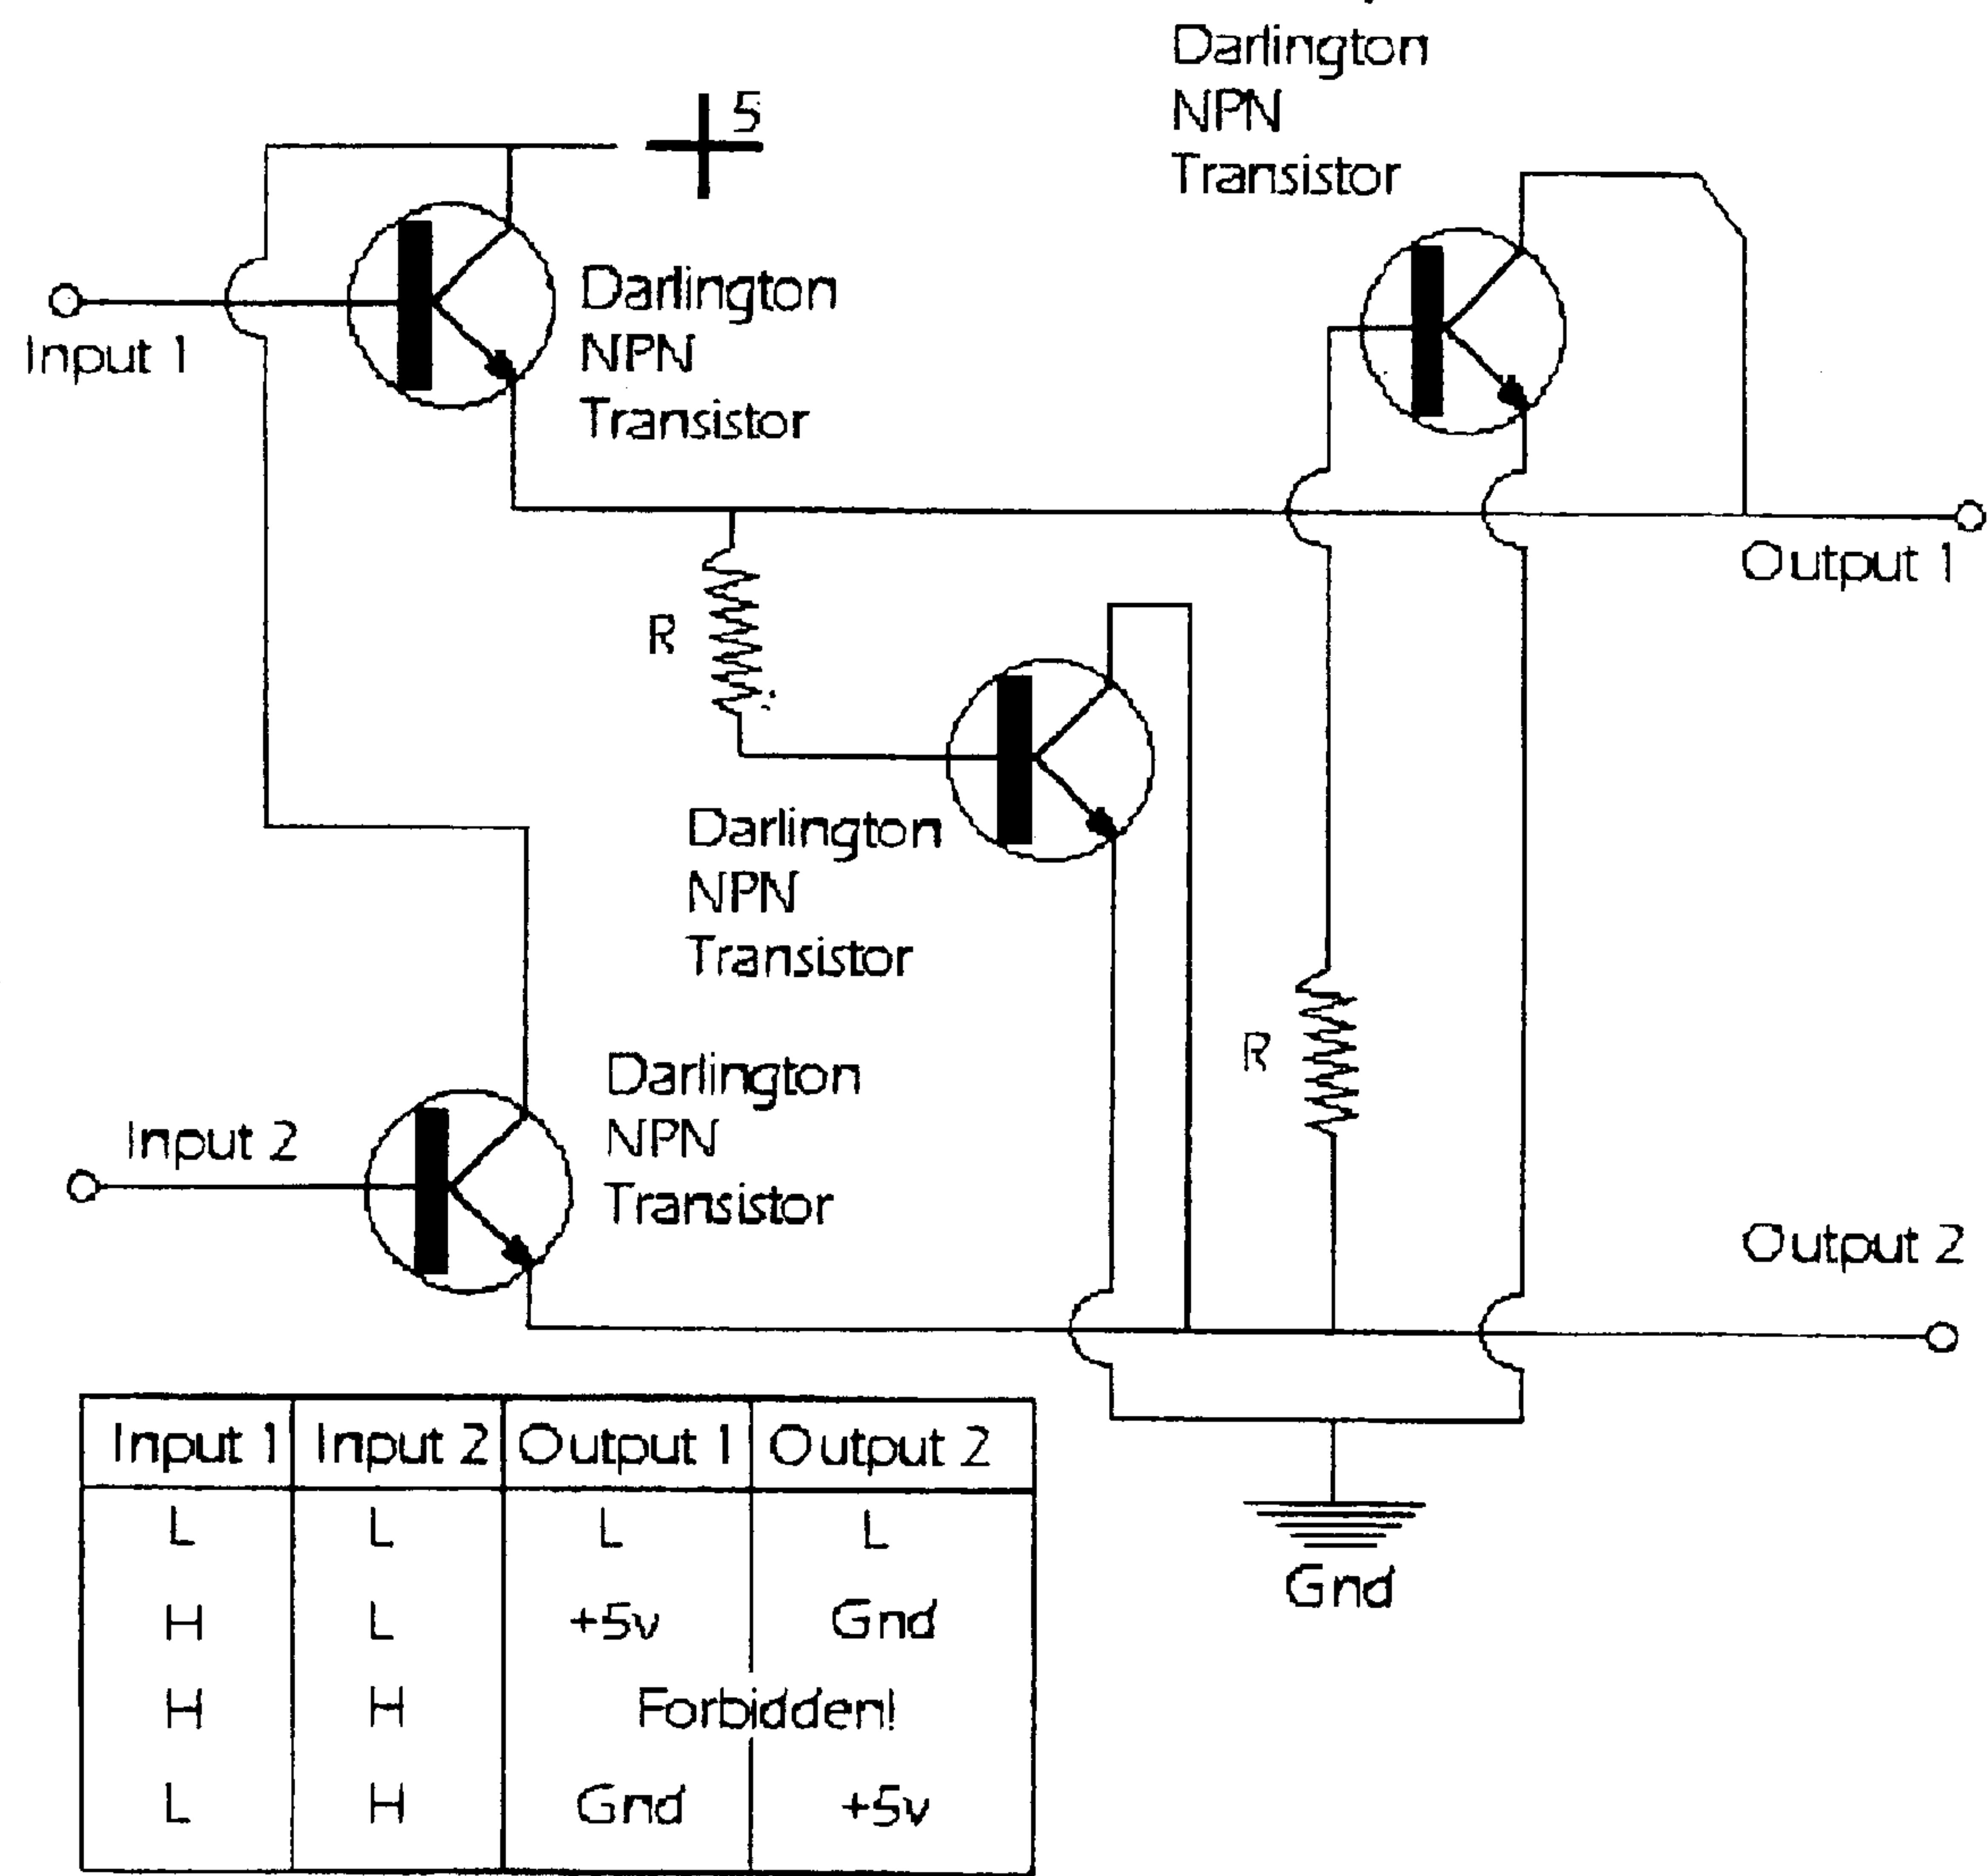 Darlington
NPN
Transistor
+5
Input 1
Darlington
NPN
Transistor
Output 1
R
Darlington
NPN
Transistor
R
Darlington
NPN
Transistor
Input 2
Output 2
Gnd
Input 1 Input 2 Output 1 Output 2
L L L L
H L +5v Gnd
H H Forbidden!
L H Gnd +5v